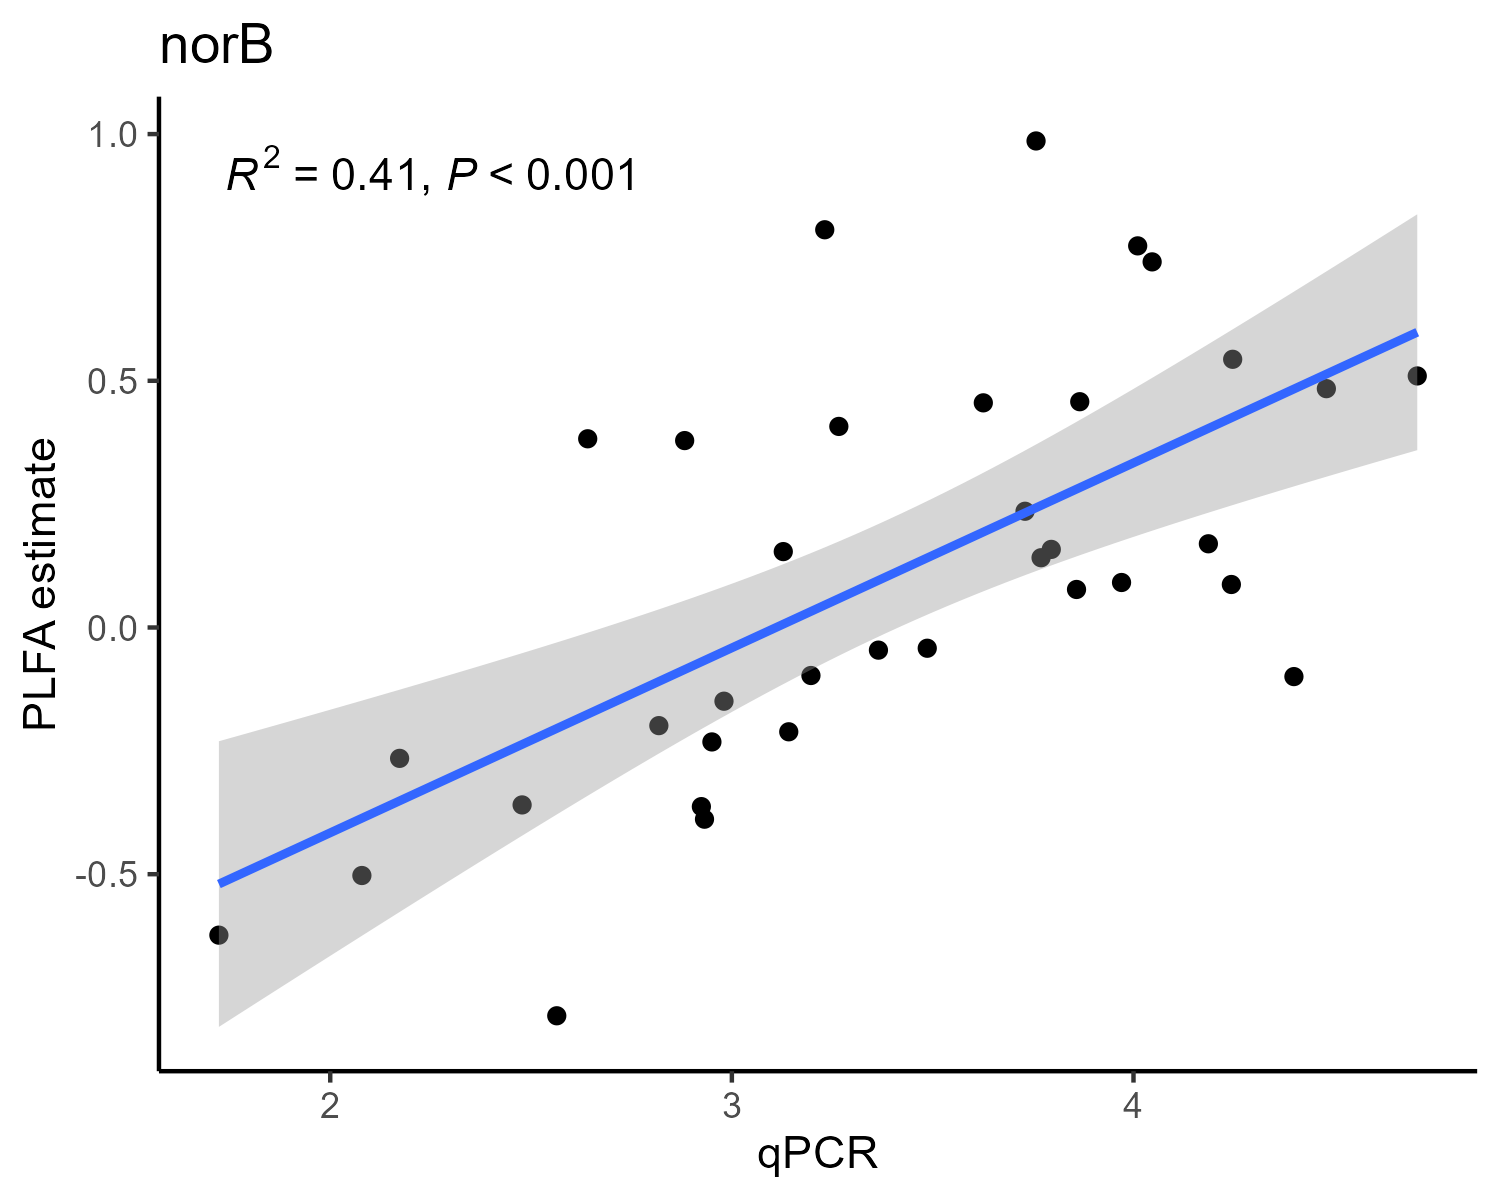 norB
R² = 0.41, P < 0.001
1.0
0.5
0.0
-0.5
PLFA estimate
2 3 4
qPCR